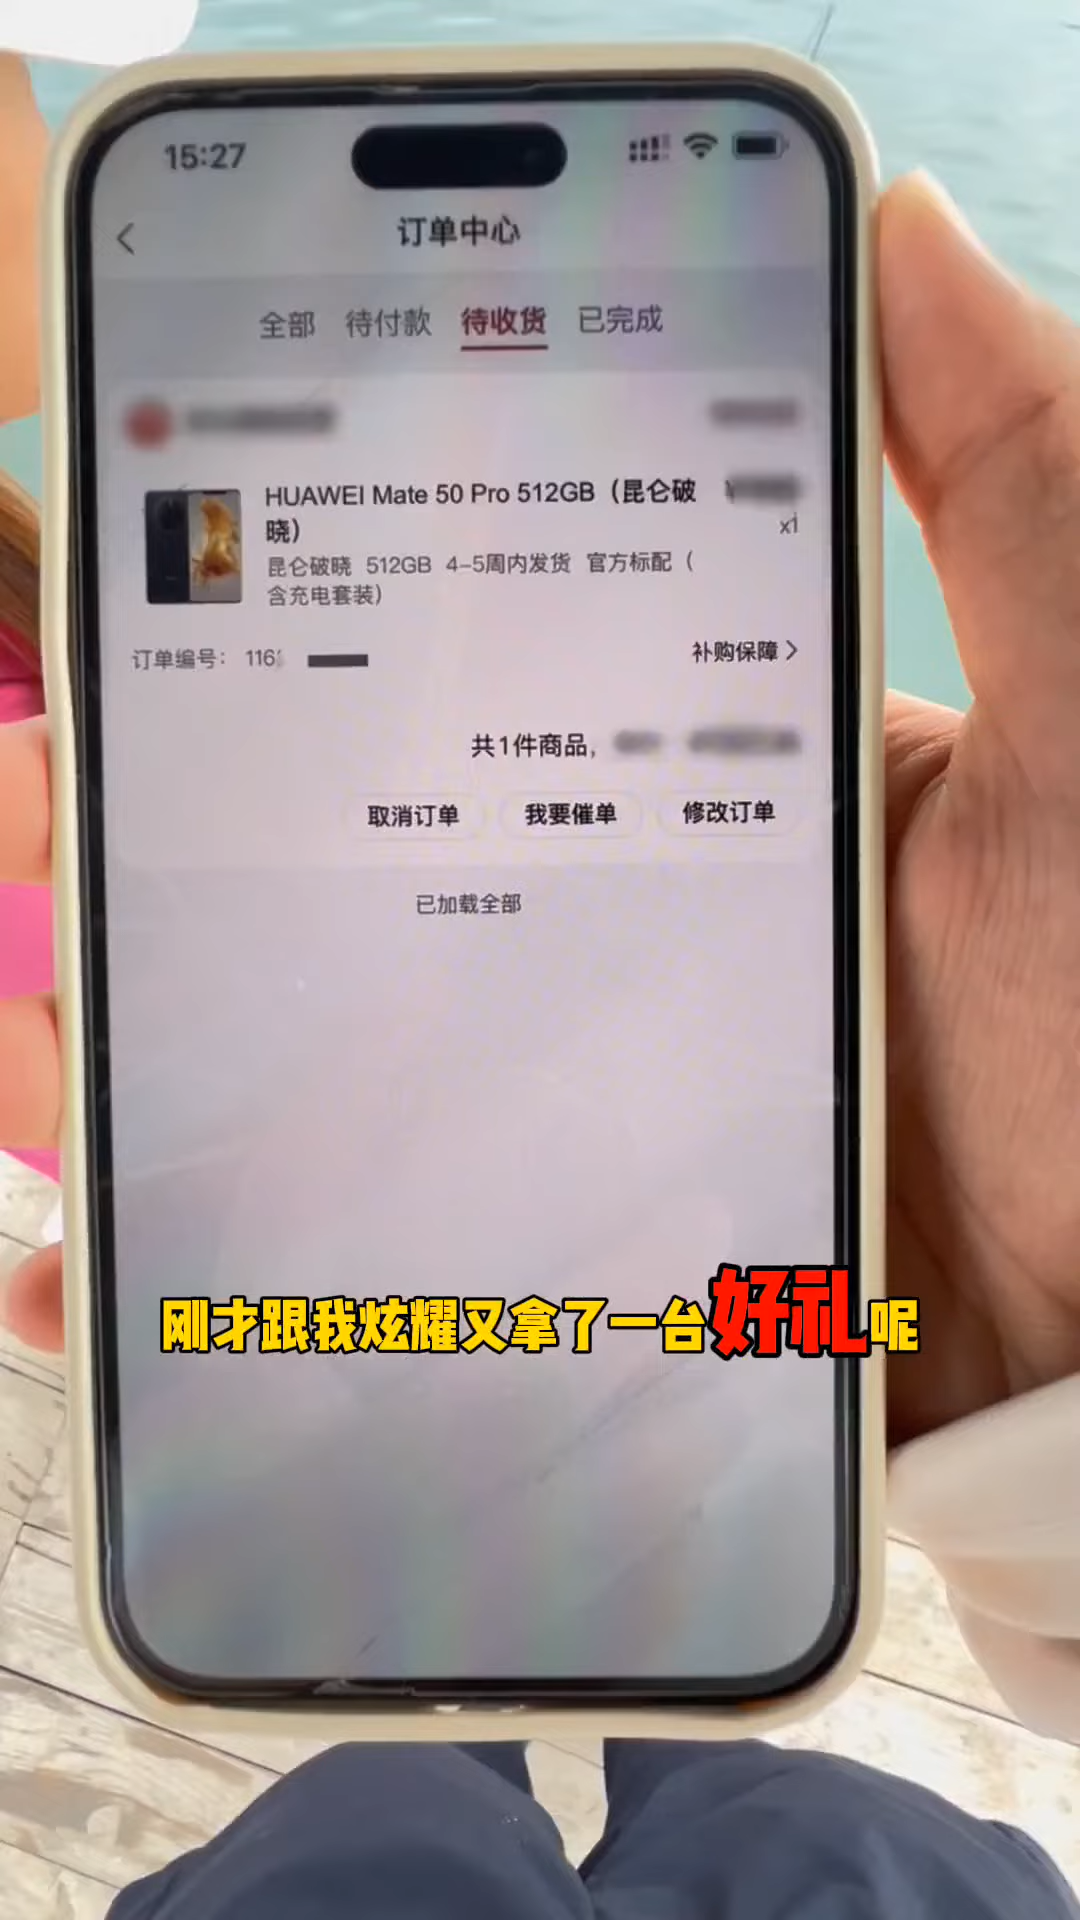 15:27
订单中心
全部 待付款 待收货 已完成
HUAWEI Mate 50 Pro 512GB（昆仑破
晓）
x1
昆仑破晓 512GB 4-5周内发货 官方标配（
含充电套装）
订单编号： 116
补购保障
共1件商品，
取消订单 我要催单 修改订单
已加载全部
刚才跟我炫耀又拿了一台好礼呢